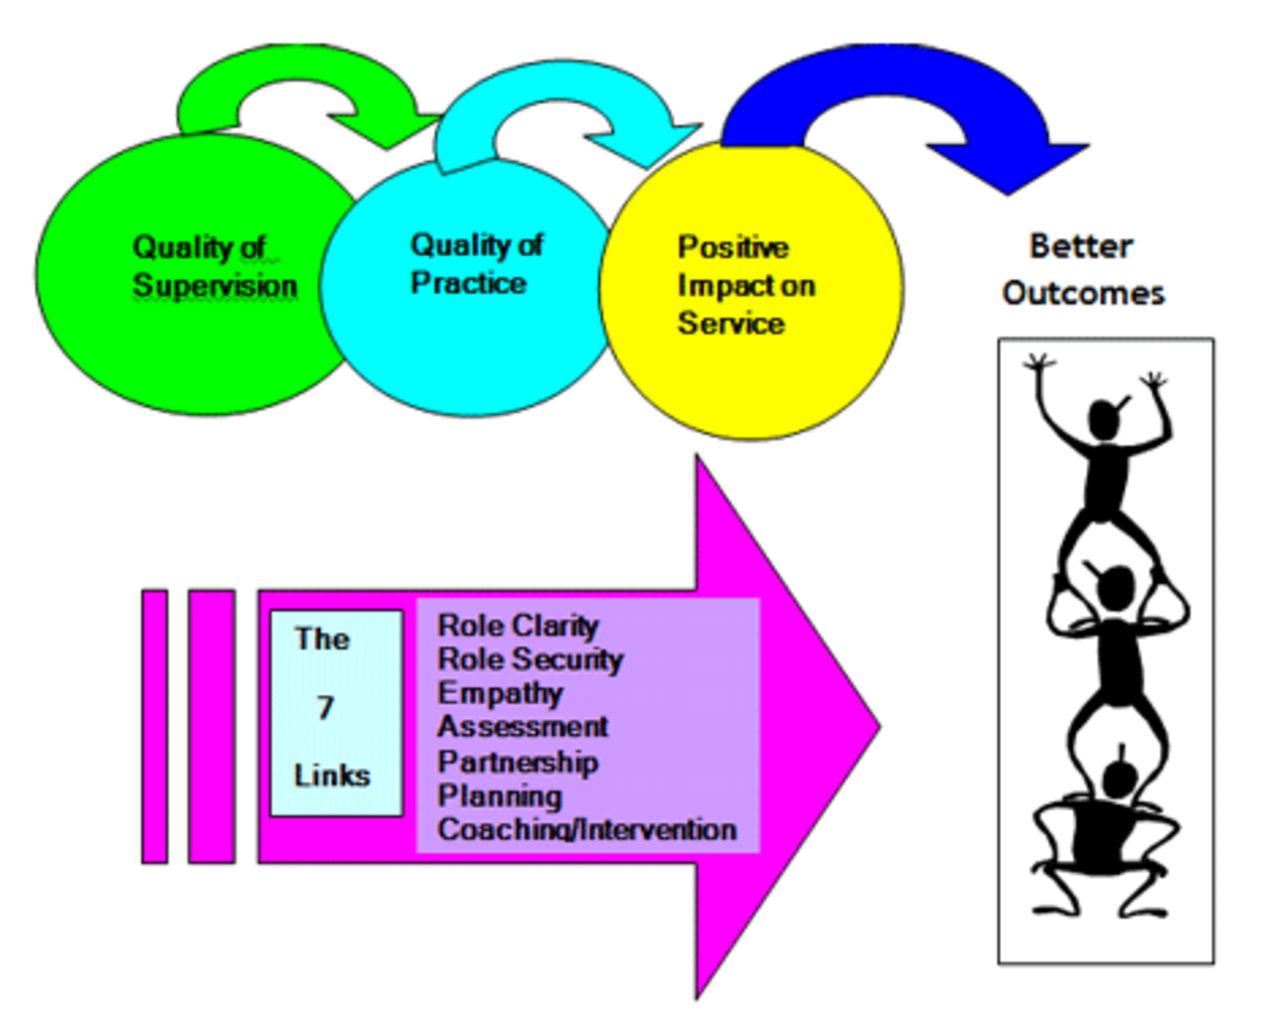 Quality of
Supervision
Quality of
Practice
Positive
Impact on
Service
Better
Outcomes
The
7
Links
Role Clarity
Role Security
Empathy
Assessment
Partnership
Planning
Coaching/Intervention